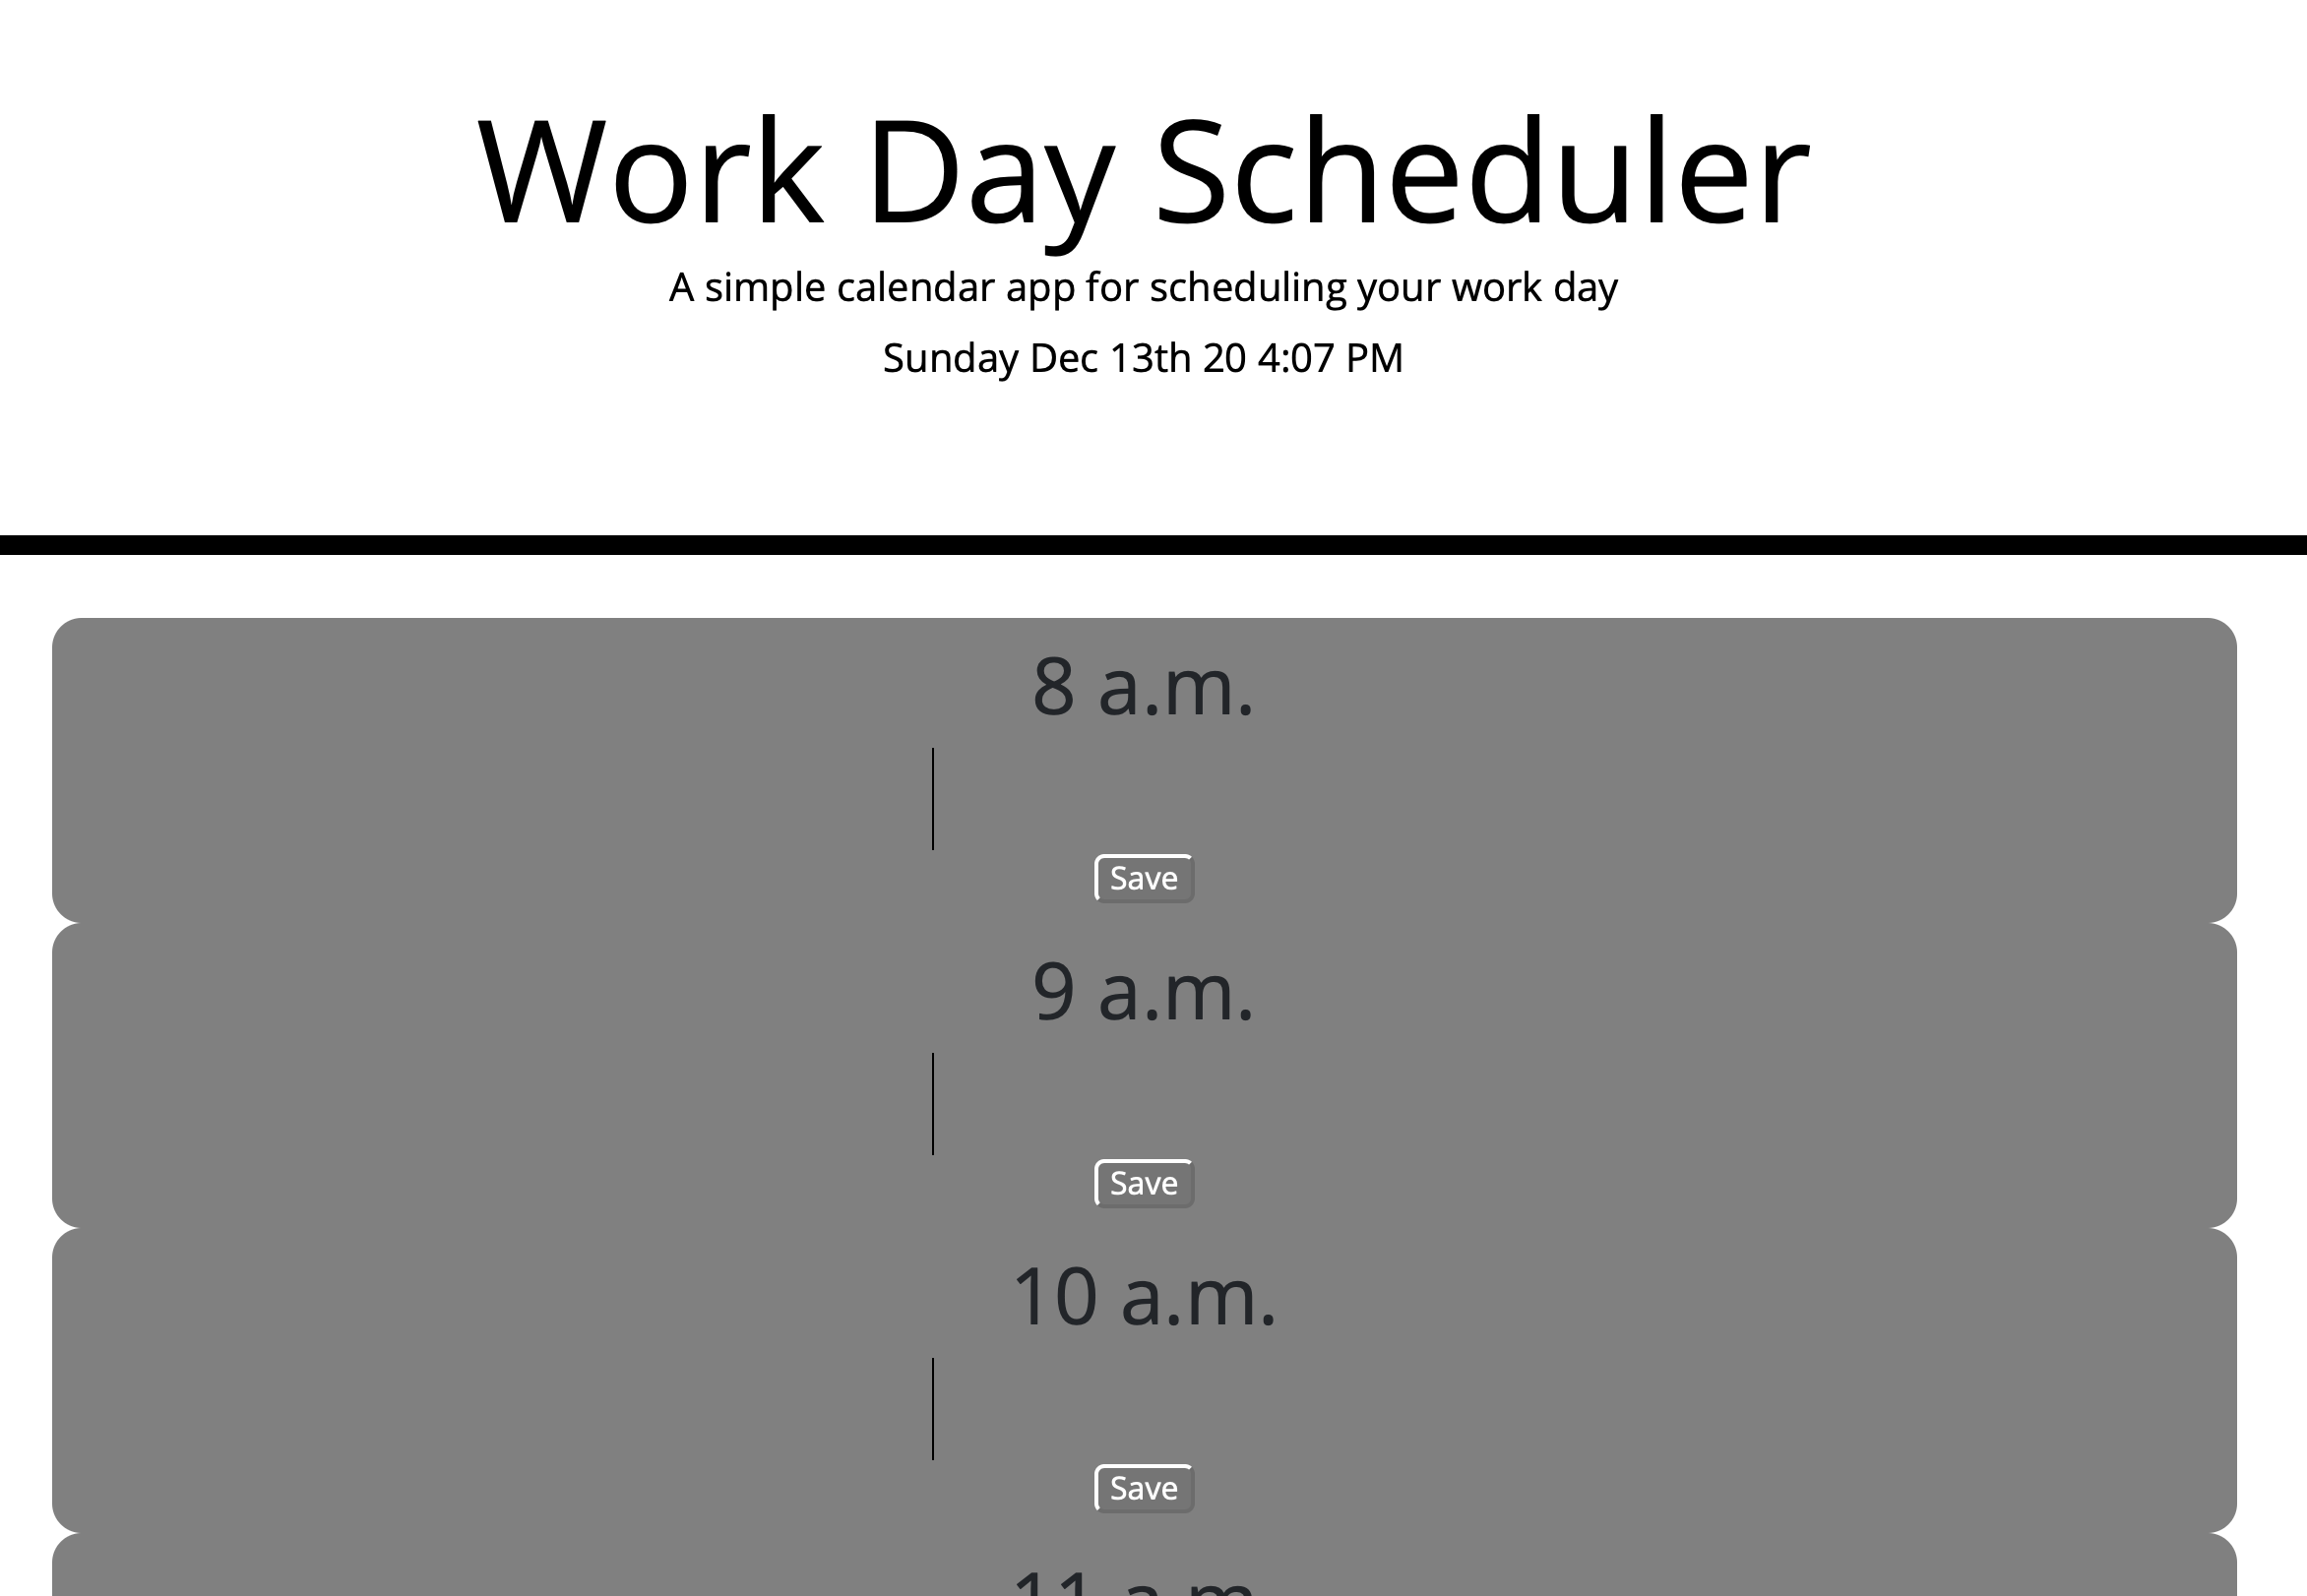 Work Day Scheduler
A simple calendar app for scheduling your work day
Sunday Dec 13th 20 4:07 PM
8 a.m.
Save
9 a.m.
Save
10 a.m.
Save
11 a.m.